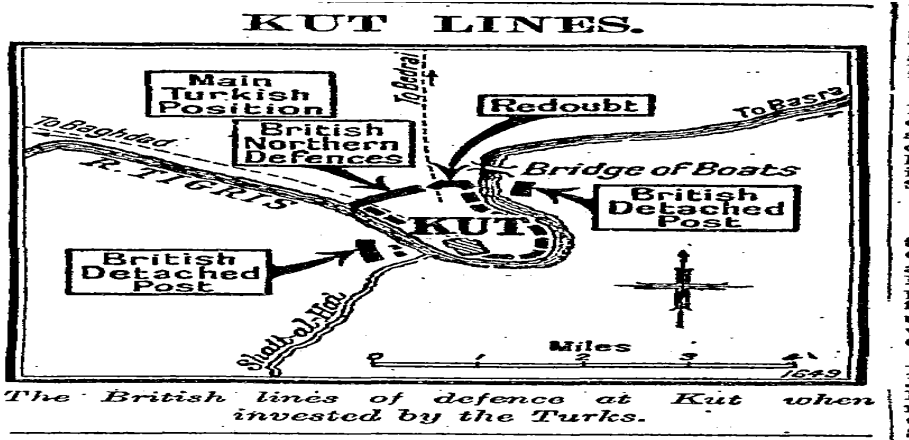 KUT LINES.
Main
Turkish
Position
To Bedrai
Redoubt
To Basra
To Baghdad
British
Northern
Defences
R. TIGRIS
Bridge of Boats
British
Detached
Post
KUT
British
Detached
Post
Shatt-al-Hai
N
Miles
0 1 2 3 4
1649
The British lines of defence at Kut when
invested by the Turks.